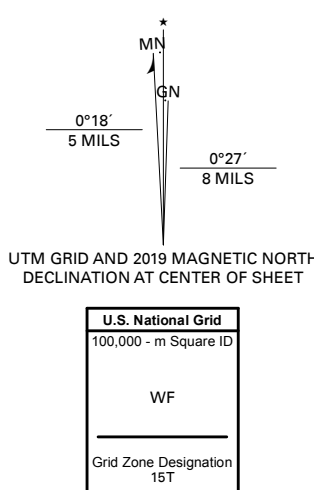 ★
MN
GN
0°18´
5 MILS
0°27´
8 MILS
UTM GRID AND 2019 MAGNETIC NORTH
DECLINATION AT CENTER OF SHEET
U.S. National Grid
100,000 - m Square ID
WF
Grid Zone Designation
15T